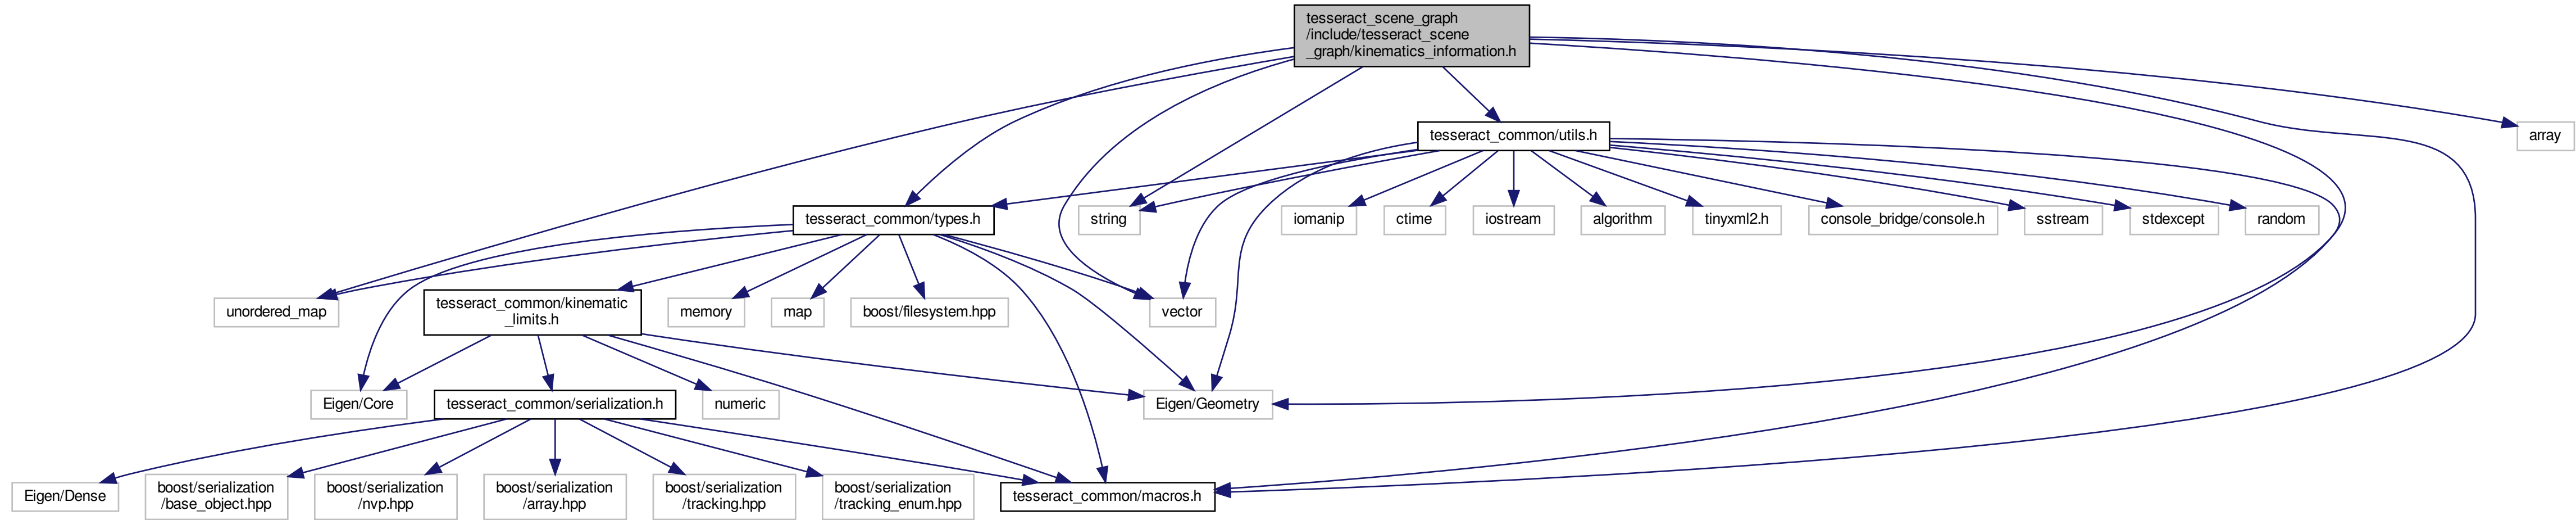 tesseract_scene_graph
/include/tesseract_scene
_graph/kinematics_information.h
tesseract_common/utils.h
array
tesseract_common/types.h
string
iomanip
ctime
iostream
algorithm
tinyxml2.h
console_bridge/console.h
sstream
stdexcept
random
unordered_map
tesseract_common/kinematic
_limits.h
memory
map
boost/filesystem.hpp
vector
Eigen/Core
tesseract_common/serialization.h
numeric
Eigen/Geometry
Eigen/Dense
boost/serialization
/base_object.hpp
boost/serialization
/nvp.hpp
boost/serialization
/array.hpp
boost/serialization
/tracking.hpp
boost/serialization
/tracking_enum.hpp
tesseract_common/macros.h